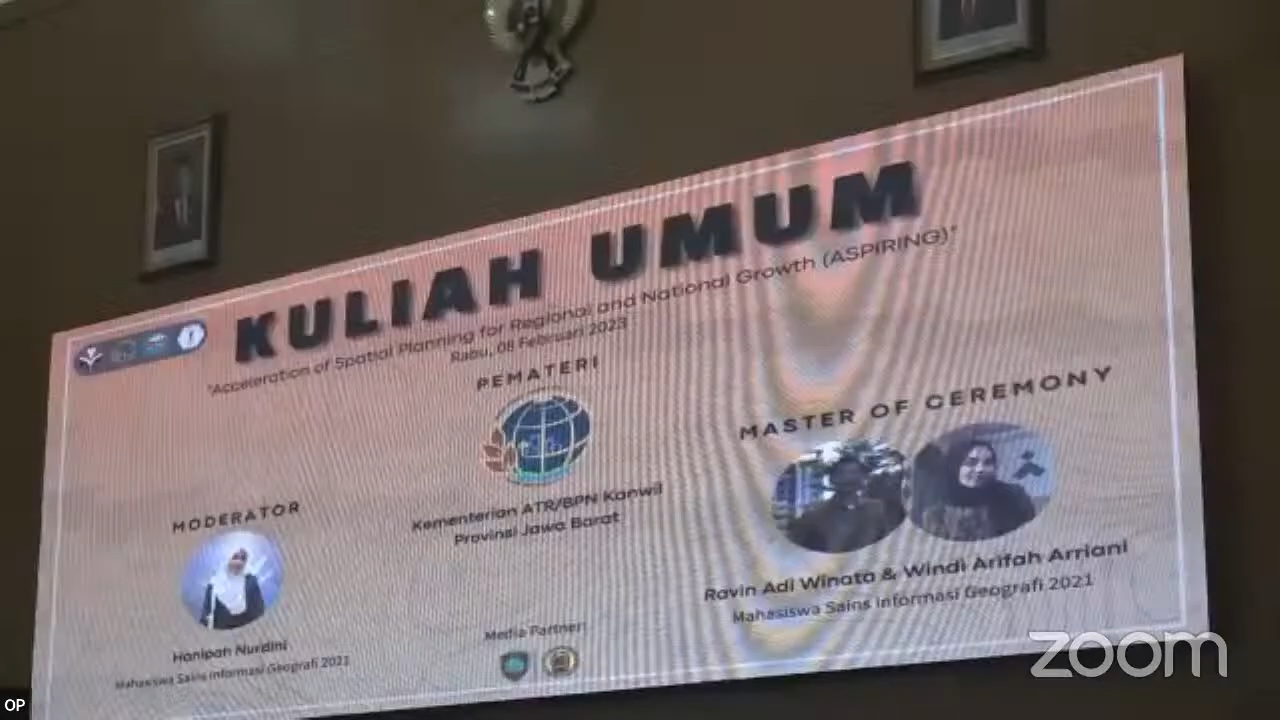 KULIAH UMUM
"Acceleration of Spatial Planning for Regional and National Growth (ASPIRING)"
Rabu, 08 Februari 2023
PEMATERI
Kementerian ATR/BPN Kanwil
Provinsi Jawa Barat
MASTER OF CEREMONY
Ravin Adi Winata & Windi Arifah Arriani
Mahasiswa Sains Informasi Geografi 2021
MODERATOR
Hanipah Nurdini
Mahasiswa Sains Informasi Geografi 2021
Media Partner:
zoom
OP